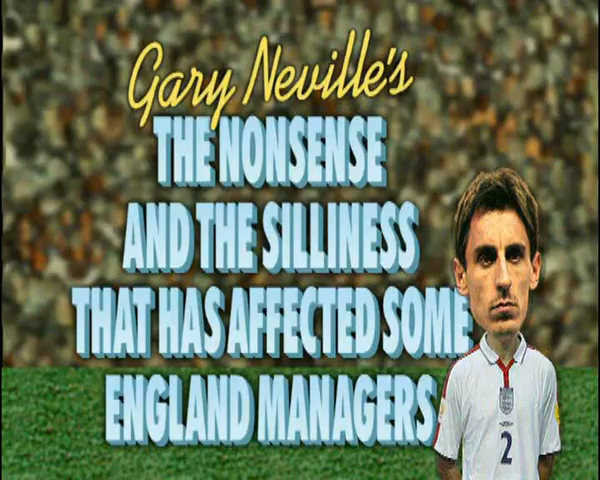 Gary Neville's
THE NONSENSE
AND THE SILLINESS
THAT HAS AFFECTED SOME
ENGLAND MANAGERS
2